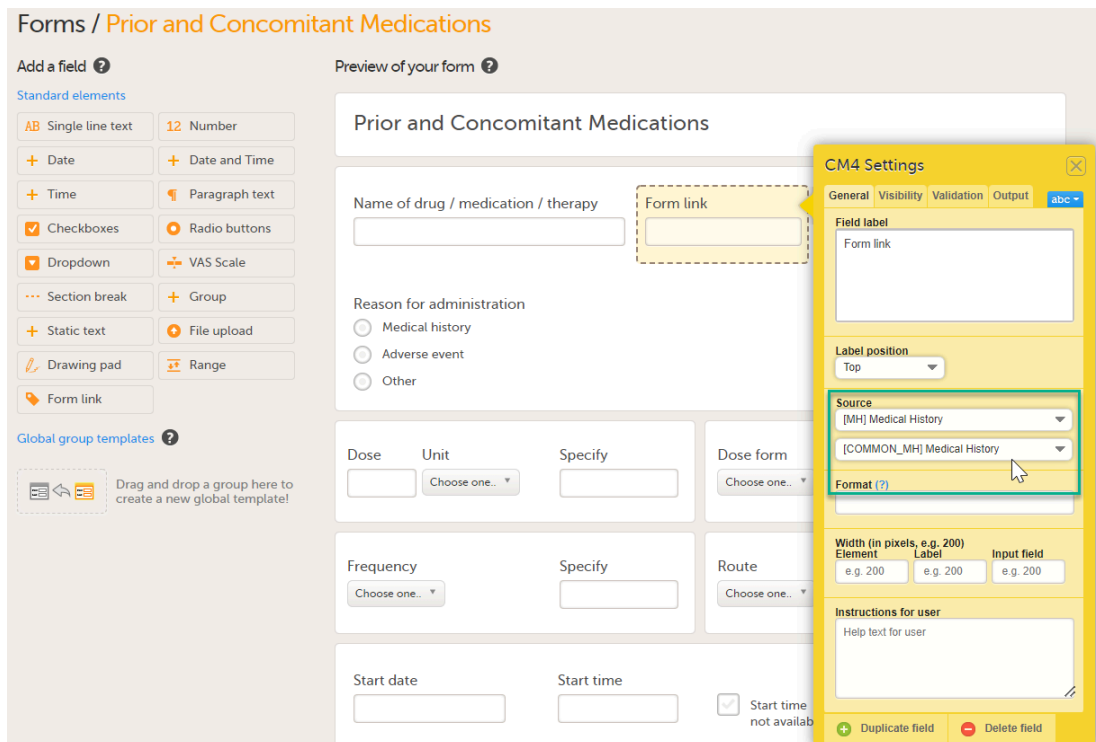 Forms / Prior and Concomitant Medications
Add a field ?
Standard elements
AB Single line text
12 Number
+ Date
+ Date and Time
+ Time
¶ Paragraph text
Checkboxes
Radio buttons
Dropdown
VAS Scale
Section break
+ Group
+ Static text
File upload
Drawing pad
Range
Form link
Global group templates ?
Drag and drop a group here to
create a new global template!
Preview of your form ?
Prior and Concomitant Medications
Name of drug / medication / therapy
Form link
Reason for administration
Medical history
Adverse event
Other
Dose
Unit
Specify
Dose form
Choose one..
Choose one..
Frequency
Specify
Route
Choose one..
Choose one..
Start date
Start time
Start time
not availab
CM4 Settings
General
Visibility
Validation
Output
abc
Field label
Form link
Label position
Top
Source
[MH] Medical History
[COMMON_MH] Medical History
Format (?)
Width (in pixels, e.g. 200)
Element
Label
Input field
e.g. 200
e.g. 200
e.g. 200
Instructions for user
Help text for user
Duplicate field
Delete field